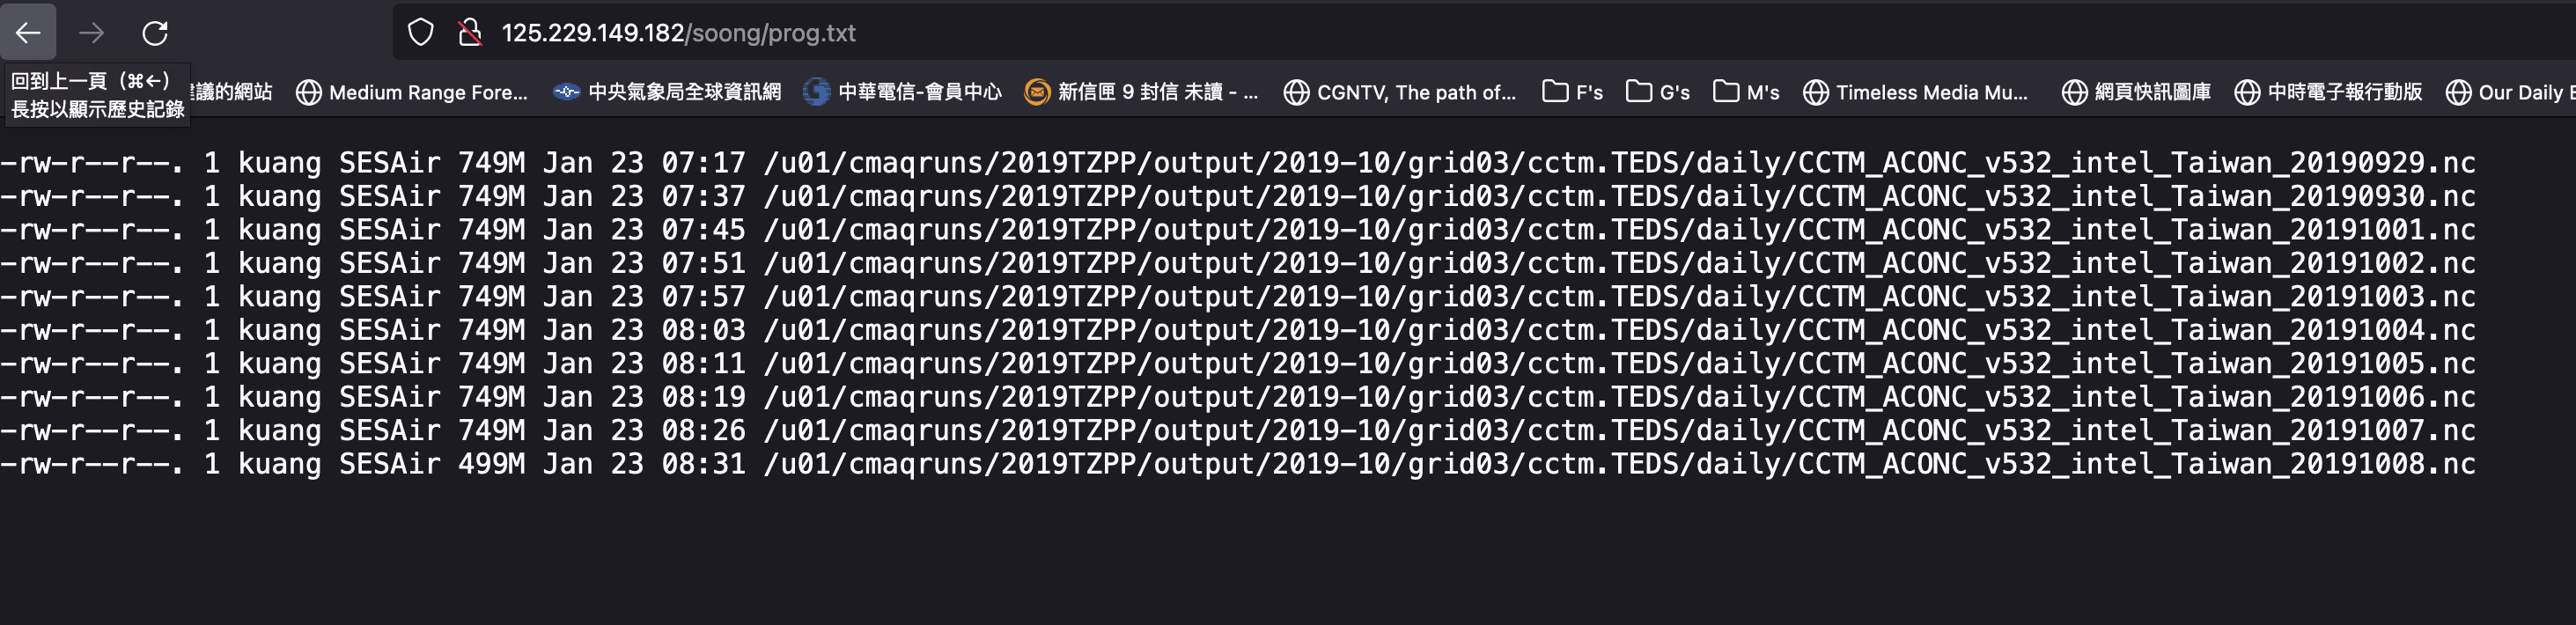 125.229.149.182/soong/prog.txt
回到上一頁（⌘←）
長按以顯示歷史記錄
議的網站 Medium Range Fore... 中央氣象局全球資訊網 中華電信-會員中心 新信匣 9 封信 未讀 - ... CGNTV, The path of... F's G's M's Timeless Media Mu... 網頁快訊圖庫 中時電子報行動版 Our Daily
-rw-r--r--. 1 kuang SESAir 749M Jan 23 07:17 /u01/cmaqruns/2019TZPP/output/2019-10/grid03/cctm.TEDS/daily/CCTM_ACONC_v532_intel_Taiwan_20190929.nc
-rw-r--r--. 1 kuang SESAir 749M Jan 23 07:37 /u01/cmaqruns/2019TZPP/output/2019-10/grid03/cctm.TEDS/daily/CCTM_ACONC_v532_intel_Taiwan_20190930.nc
-rw-r--r--. 1 kuang SESAir 749M Jan 23 07:45 /u01/cmaqruns/2019TZPP/output/2019-10/grid03/cctm.TEDS/daily/CCTM_ACONC_v532_intel_Taiwan_20191001.nc
-rw-r--r--. 1 kuang SESAir 749M Jan 23 07:51 /u01/cmaqruns/2019TZPP/output/2019-10/grid03/cctm.TEDS/daily/CCTM_ACONC_v532_intel_Taiwan_20191002.nc
-rw-r--r--. 1 kuang SESAir 749M Jan 23 07:57 /u01/cmaqruns/2019TZPP/output/2019-10/grid03/cctm.TEDS/daily/CCTM_ACONC_v532_intel_Taiwan_20191003.nc
-rw-r--r--. 1 kuang SESAir 749M Jan 23 08:03 /u01/cmaqruns/2019TZPP/output/2019-10/grid03/cctm.TEDS/daily/CCTM_ACONC_v532_intel_Taiwan_20191004.nc
-rw-r--r--. 1 kuang SESAir 749M Jan 23 08:11 /u01/cmaqruns/2019TZPP/output/2019-10/grid03/cctm.TEDS/daily/CCTM_ACONC_v532_intel_Taiwan_20191005.nc
-rw-r--r--. 1 kuang SESAir 749M Jan 23 08:19 /u01/cmaqruns/2019TZPP/output/2019-10/grid03/cctm.TEDS/daily/CCTM_ACONC_v532_intel_Taiwan_20191006.nc
-rw-r--r--. 1 kuang SESAir 749M Jan 23 08:26 /u01/cmaqruns/2019TZPP/output/2019-10/grid03/cctm.TEDS/daily/CCTM_ACONC_v532_intel_Taiwan_20191007.nc
-rw-r--r--. 1 kuang SESAir 499M Jan 23 08:31 /u01/cmaqruns/2019TZPP/output/2019-10/grid03/cctm.TEDS/daily/CCTM_ACONC_v532_intel_Taiwan_20191008.nc